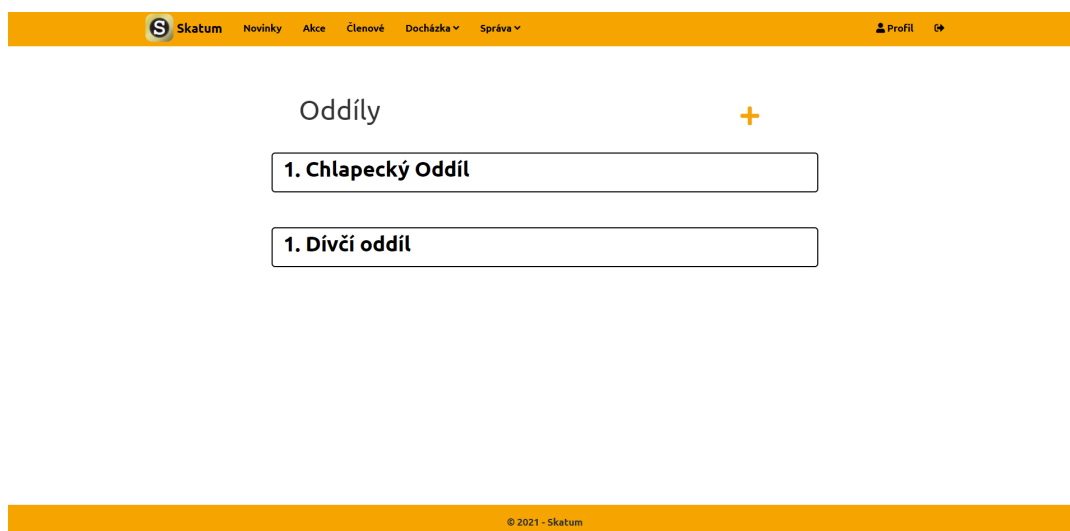 S Skatum Novinky Akce Členové Docházka Správa Profil
Oddíly
1. Chlapecký Oddíl
1. Dívčí oddíl
© 2021 - Skatum